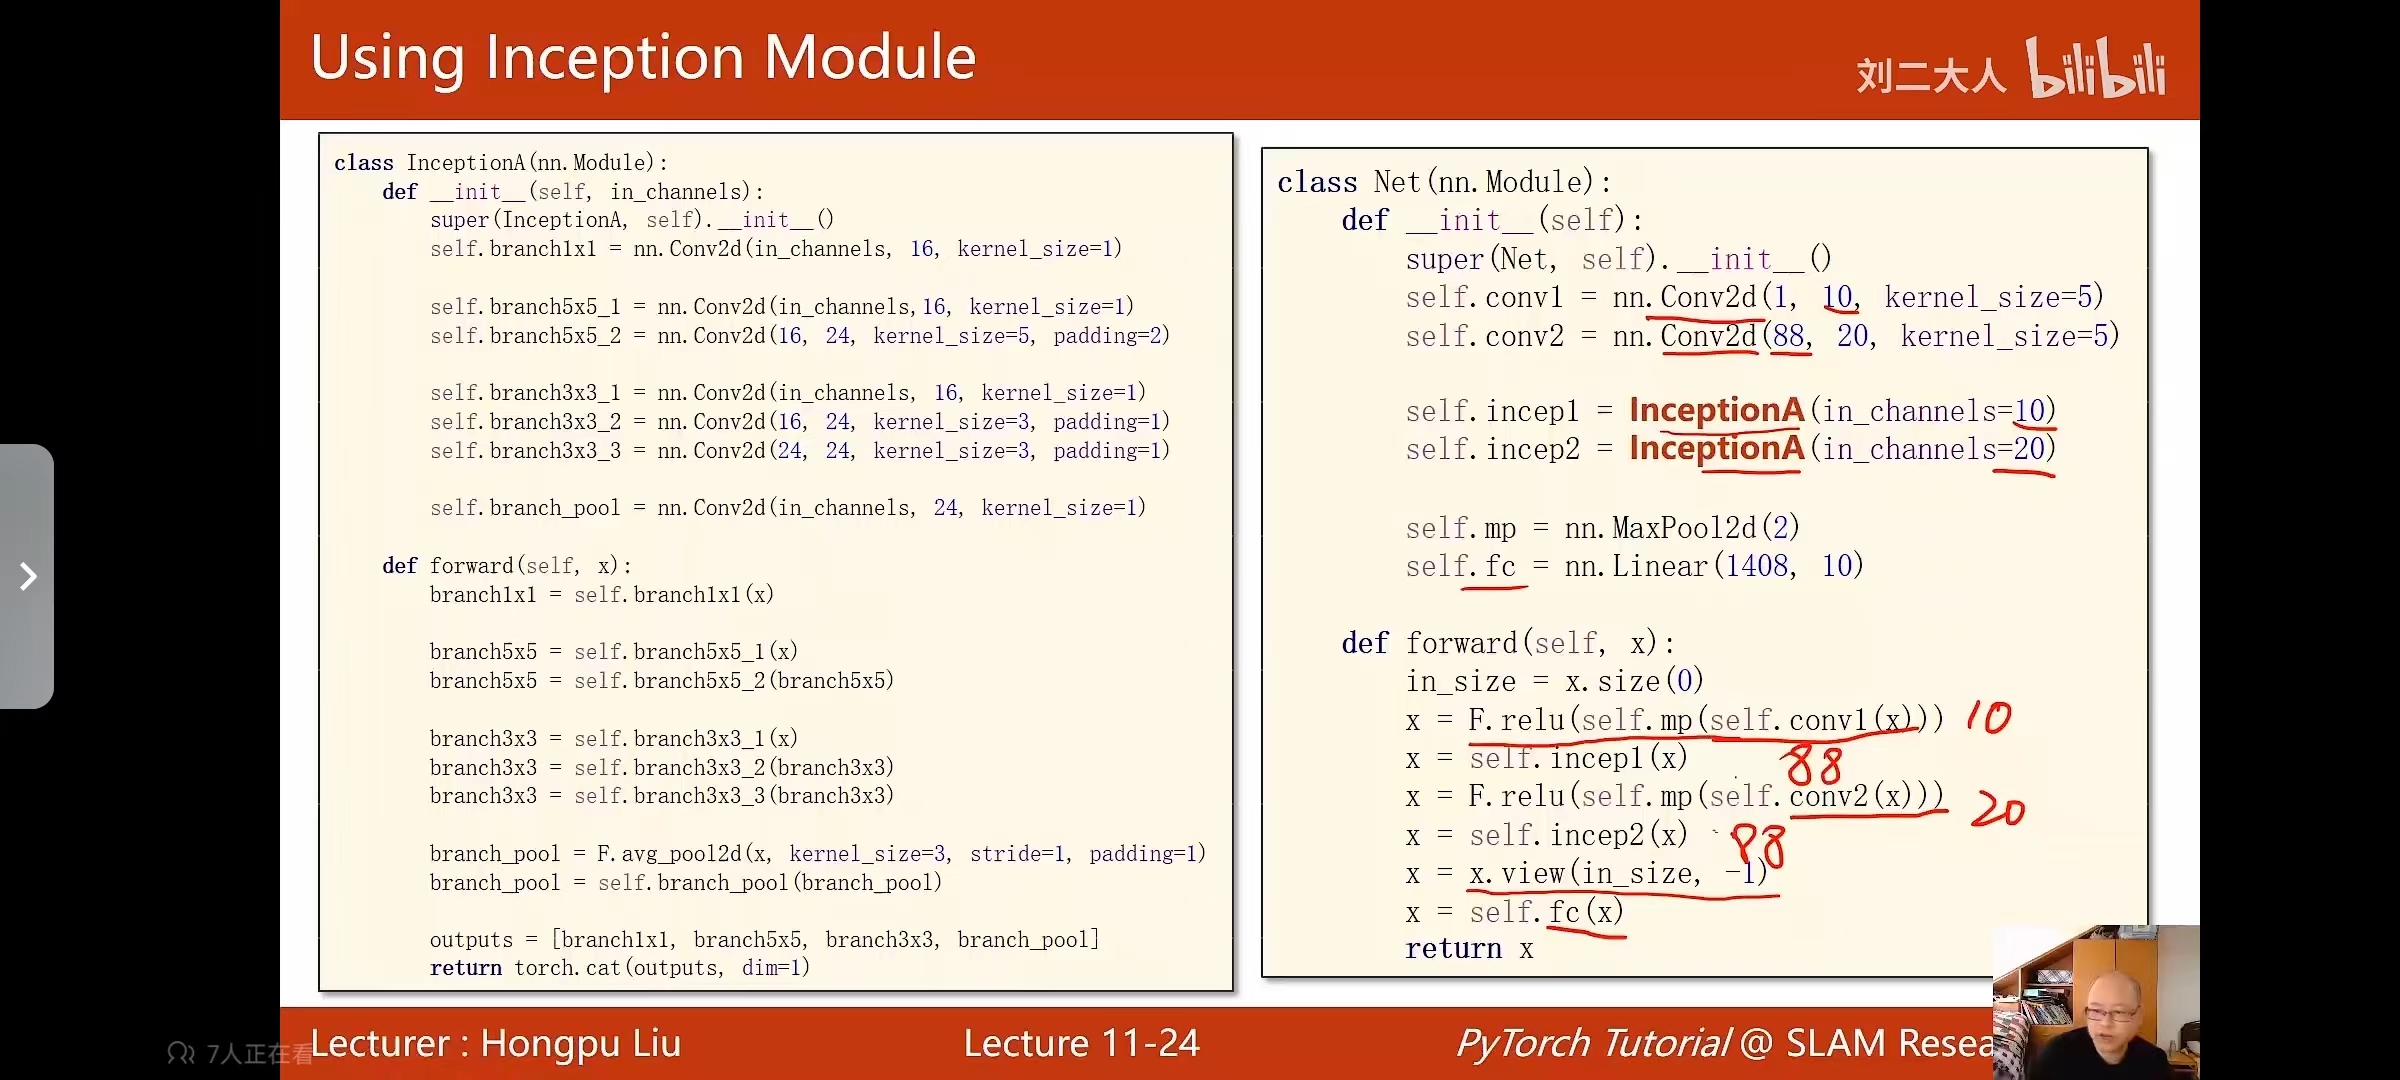 Using Inception Module
刘二大人 bilibili
class InceptionA(nn.Module):
def __init__(self, in_channels):
super(InceptionA, self).__init__()
self.branch1x1 = nn.Conv2d(in_channels, 16, kernel_size=1)
self.branch5x5_1 = nn.Conv2d(in_channels,16, kernel_size=1)
self.branch5x5_2 = nn.Conv2d(16, 24, kernel_size=5, padding=2)
self.branch3x3_1 = nn.Conv2d(in_channels, 16, kernel_size=1)
self.branch3x3_2 = nn.Conv2d(16, 24, kernel_size=3, padding=1)
self.branch3x3_3 = nn.Conv2d(24, 24, kernel_size=3, padding=1)
self.branch_pool = nn.Conv2d(in_channels, 24, kernel_size=1)
def forward(self, x):
branch1x1 = self.branch1x1(x)
branch5x5 = self.branch5x5_1(x)
branch5x5 = self.branch5x5_2(branch5x5)
branch3x3 = self.branch3x3_1(x)
branch3x3 = self.branch3x3_2(branch3x3)
branch3x3 = self.branch3x3_3(branch3x3)
branch_pool = F.avg_pool2d(x, kernel_size=3, stride=1, padding=1)
branch_pool = self.branch_pool(branch_pool)
outputs = [branch1x1, branch5x5, branch3x3, branch_pool]
return torch.cat(outputs, dim=1)
class Net(nn.Module):
def __init__(self):
super(Net, self).__init__()
self.conv1 = nn.Conv2d(1, 10, kernel_size=5)
self.conv2 = nn.Conv2d(88, 20, kernel_size=5)
self.incep1 = InceptionA(in_channels=10)
self.incep2 = InceptionA(in_channels=20)
self.mp = nn.MaxPool2d(2)
self.fc = nn.Linear(1408, 10)
def forward(self, x):
in_size = x.size(0)
x = F.relu(self.mp(self.conv1(x))) 10
x = self.incep1(x) 88
x = F.relu(self.mp(self.conv2(x))) 20
x = self.incep2(x) 88
x = x.view(in_size, -1)
x = self.fc(x)
return x
7人正在看
Lecturer : Hongpu Liu
Lecture 11-24
PyTorch Tutorial @ SLAM Resea